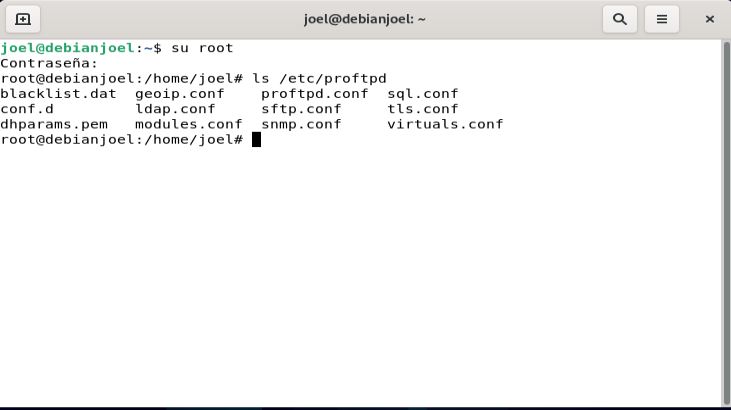 joel@debianjoel: ~
joel@debianjoel:~$ su root
Contraseña:
root@debianjoel:/home/joel# ls /etc/proftpd
blacklist.dat  geoip.conf    proftpd.conf  sql.conf
conf.d         ldap.conf     sftp.conf     tls.conf
dhparams.pem   modules.conf  snmp.conf     virtuals.conf
root@debianjoel:/home/joel#